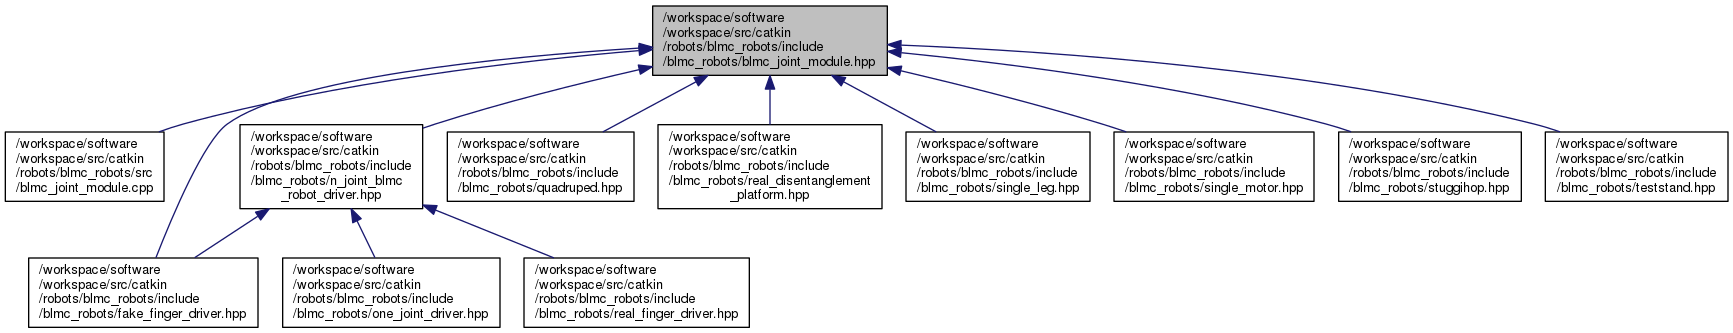 /workspace/software
/workspace/src/catkin
/robots/blmc_robots/include
/blmc_robots/blmc_joint_module.hpp
/workspace/software
/workspace/src/catkin
/robots/blmc_robots/src
/blmc_joint_module.cpp
/workspace/software
/workspace/src/catkin
/robots/blmc_robots/include
/blmc_robots/n_joint_blmc
_robot_driver.hpp
/workspace/software
/workspace/src/catkin
/robots/blmc_robots/include
/blmc_robots/quadruped.hpp
/workspace/software
/workspace/src/catkin
/robots/blmc_robots/include
/blmc_robots/real_disentanglement
_platform.hpp
/workspace/software
/workspace/src/catkin
/robots/blmc_robots/include
/blmc_robots/single_leg.hpp
/workspace/software
/workspace/src/catkin
/robots/blmc_robots/include
/blmc_robots/single_motor.hpp
/workspace/software
/workspace/src/catkin
/robots/blmc_robots/include
/blmc_robots/stuggihop.hpp
/workspace/software
/workspace/src/catkin
/robots/blmc_robots/include
/blmc_robots/teststand.hpp
/workspace/software
/workspace/src/catkin
/robots/blmc_robots/include
/blmc_robots/fake_finger_driver.hpp
/workspace/software
/workspace/src/catkin
/robots/blmc_robots/include
/blmc_robots/one_joint_driver.hpp
/workspace/software
/workspace/src/catkin
/robots/blmc_robots/include
/blmc_robots/real_finger_driver.hpp